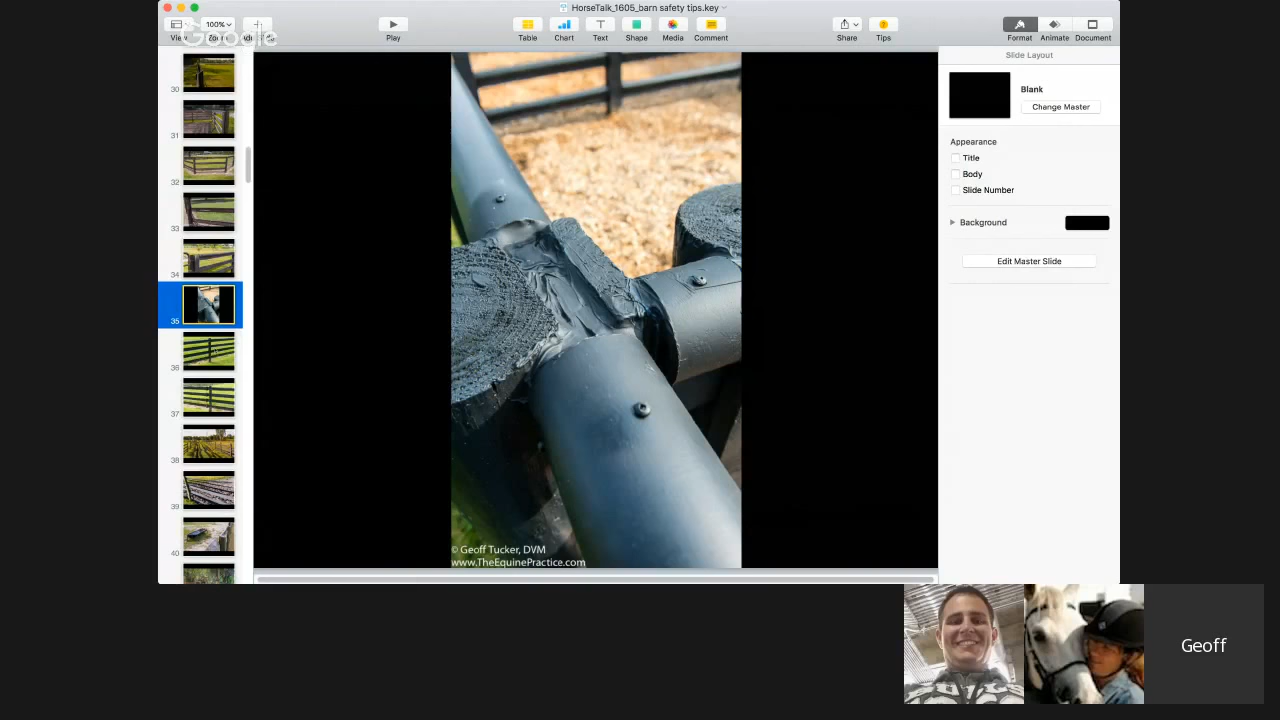 HorseTalk_1605_barn safety tips.key
Google
100%
View
Zoom
Play
Table
Chart
Text
Shape
Media
Comment
Share
Tips
Format
Animate
Document
30
31
32
33
34
35
36
37
38
39
40
© Geoff Tucker, DVM
www.TheEquinePractice.com
Slide Layout
Blank
Change Master
Appearance
Title
Body
Slide Number
Background
Edit Master Slide
Geoff